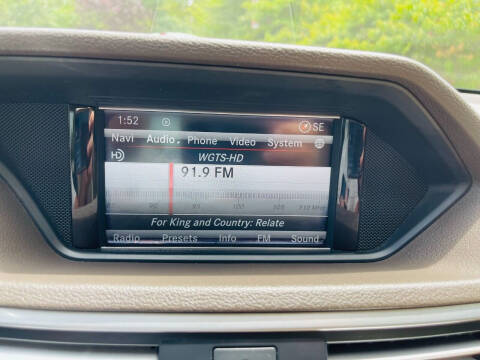 1:52 SE
Navi Audio Phone Video System
HD WGTS-HD
91.9 FM
For King and Country: Relate
Radio Presets Info FM Sound